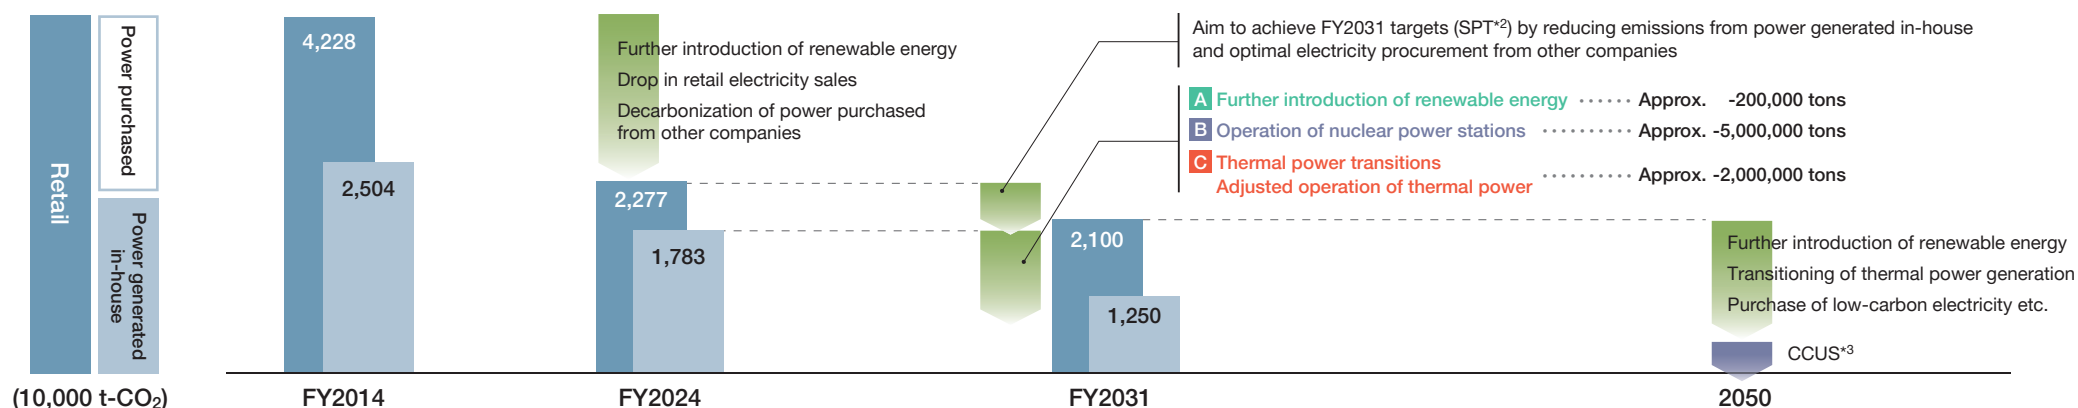 Retail
Power purchased
Power generated
in-house
(10,000 t-CO₂)
4,228
2,504
FY2014
Further introduction of renewable energy
Drop in retail electricity sales
Decarbonization of power purchased
from other companies
2,277
1,783
FY2024
Aim to achieve FY2031 targets (SPT*2) by reducing emissions from power generated in-house
and optimal electricity procurement from other companies
A Further introduction of renewable energy ······ Approx. -200,000 tons
B Operation of nuclear power stations ·········· Approx. -5,000,000 tons
C Thermal power transitions
Adjusted operation of thermal power ·········· Approx. -2,000,000 tons
2,100
1,250
FY2031
Further introduction of renewable energy
Transitioning of thermal power generation
Purchase of low-carbon electricity etc.
CCUS*3
2050